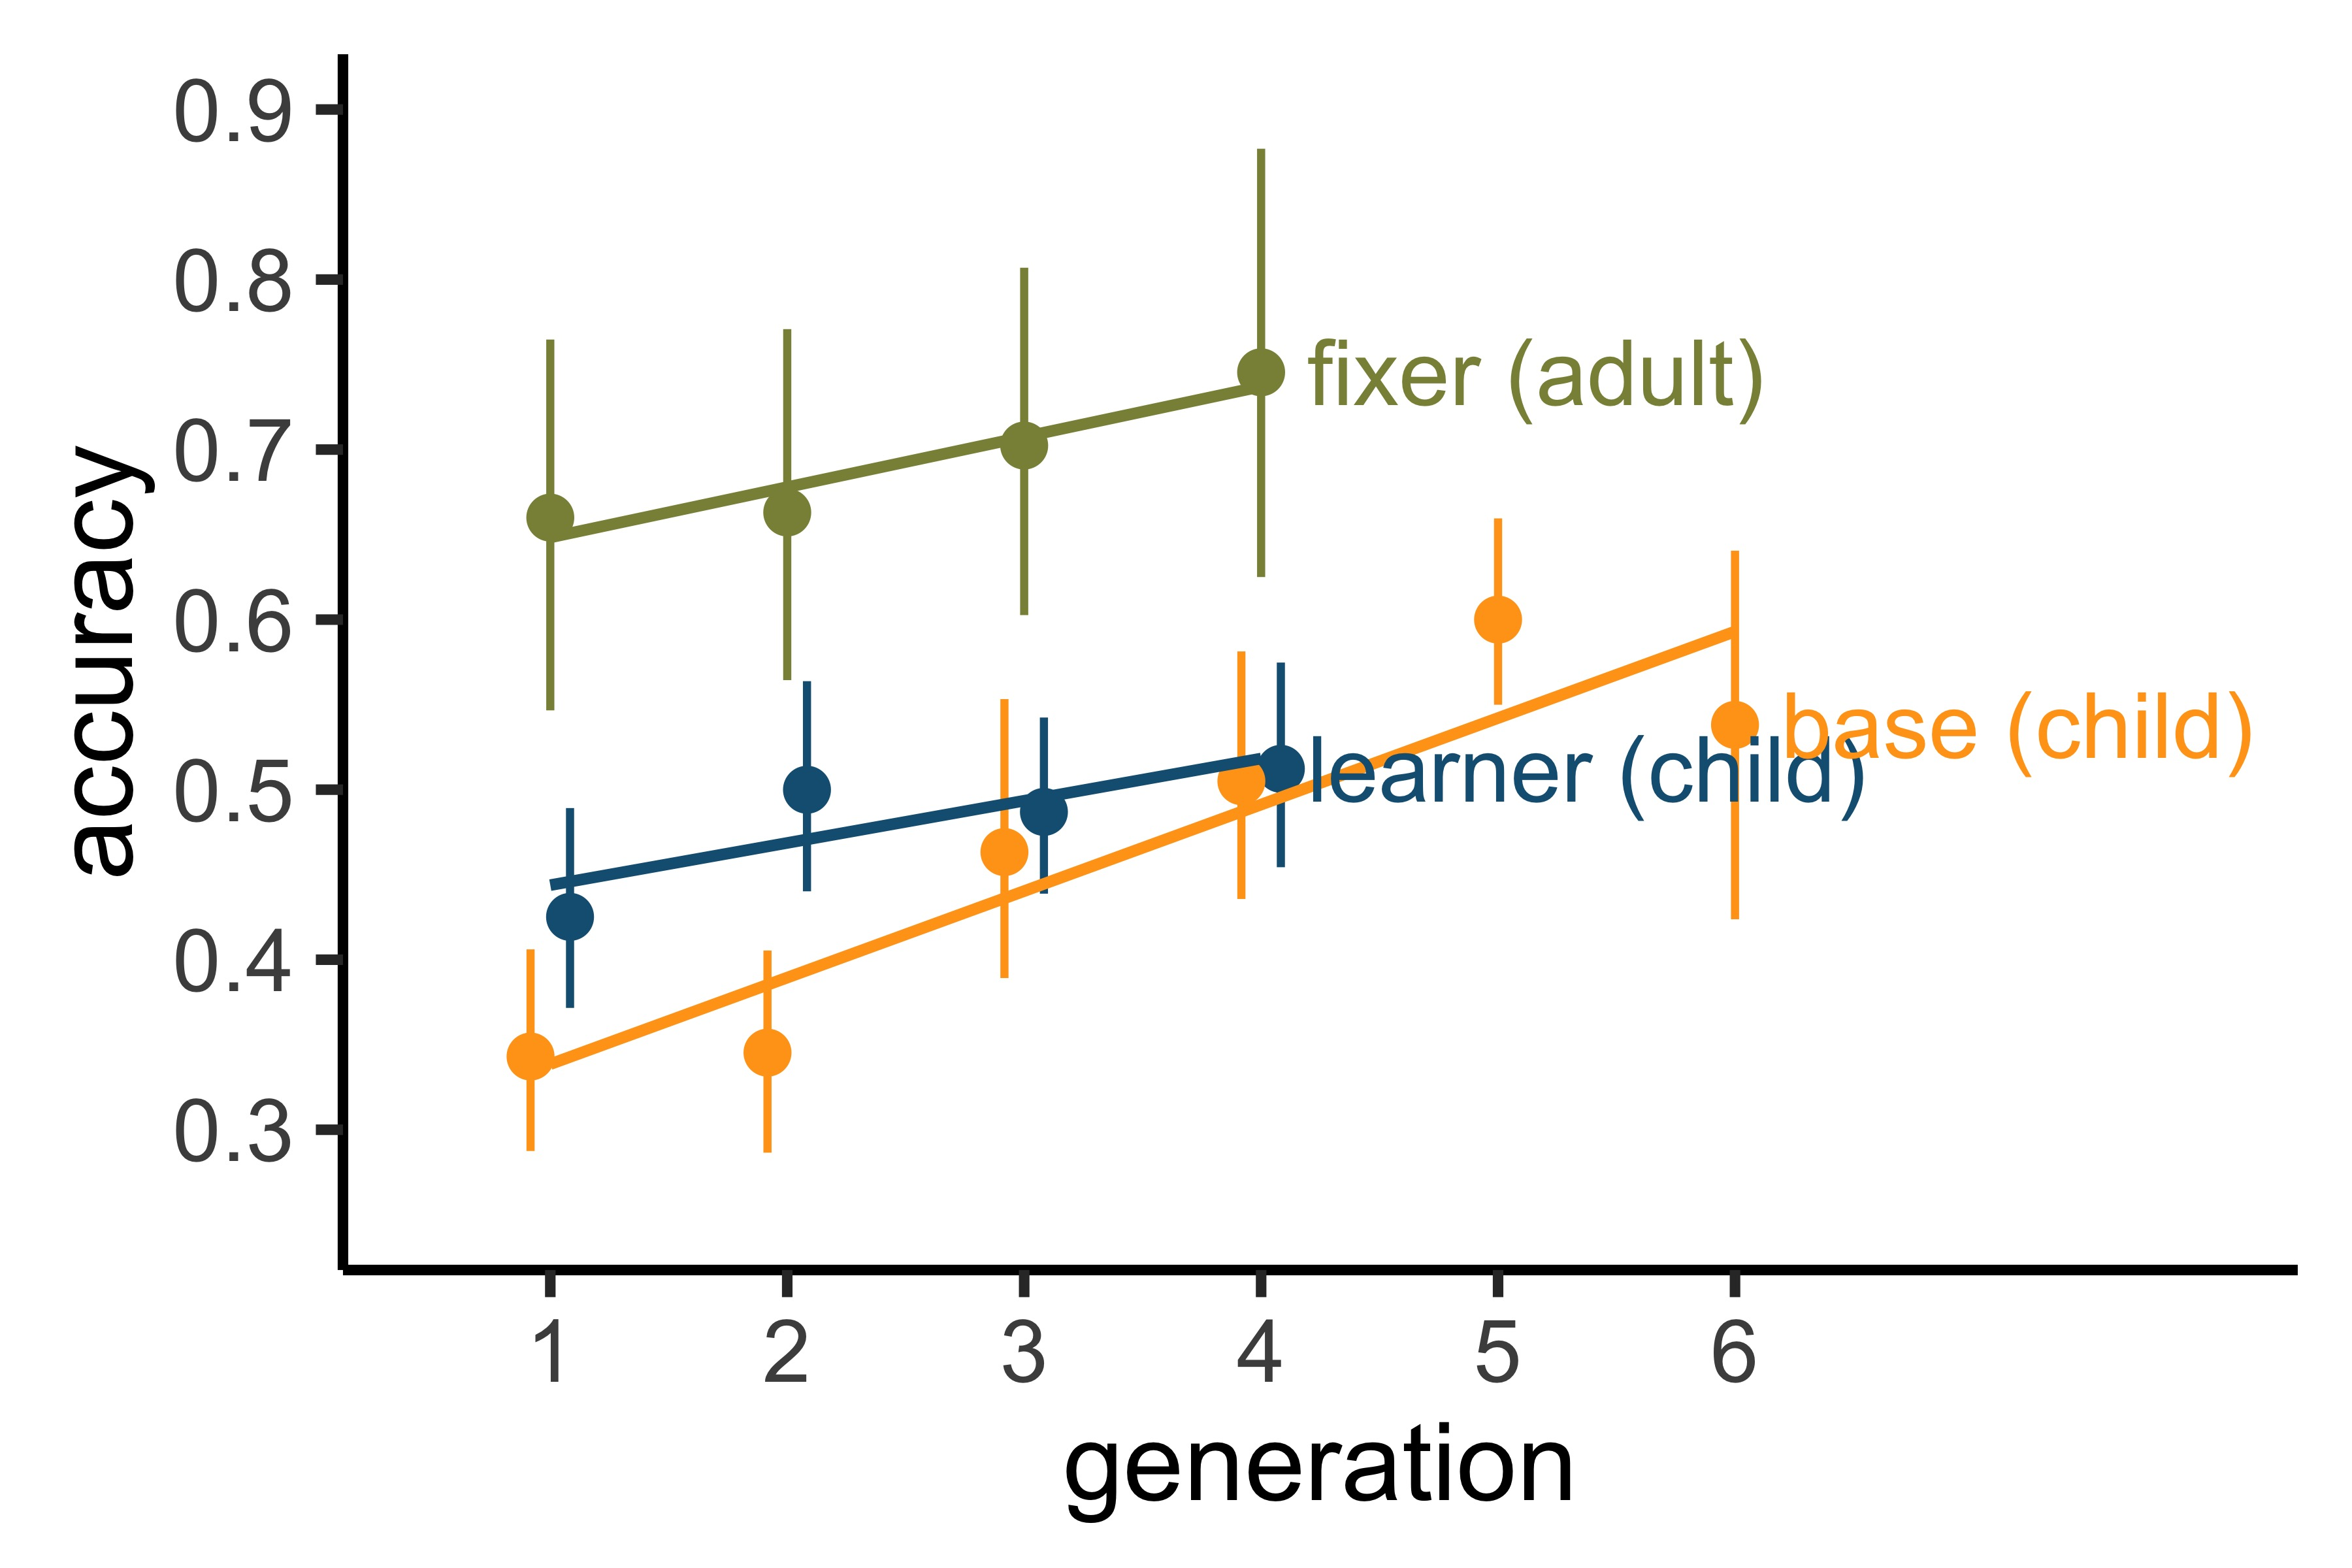 0.9
0.8
0.7
0.6
0.5
0.4
0.3
accuracy
fixer (adult)
base (child)
learner (child)
1 2 3 4 5 6
generation